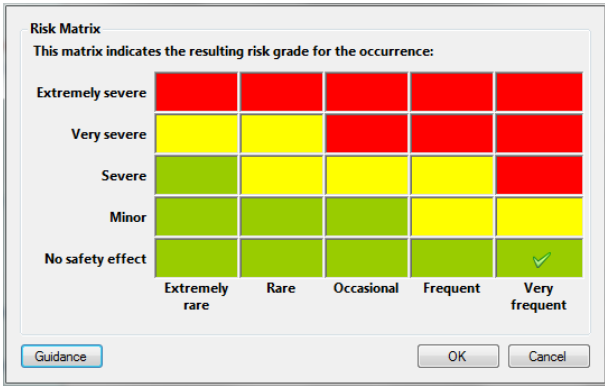 Risk Matrix
This matrix indicates the resulting risk grade for the occurrence:
Extremely severe
Very severe
Severe
Minor
No safety effect
Extremely rare
Rare
Occasional
Frequent
Very frequent
Guidance
OK
Cancel